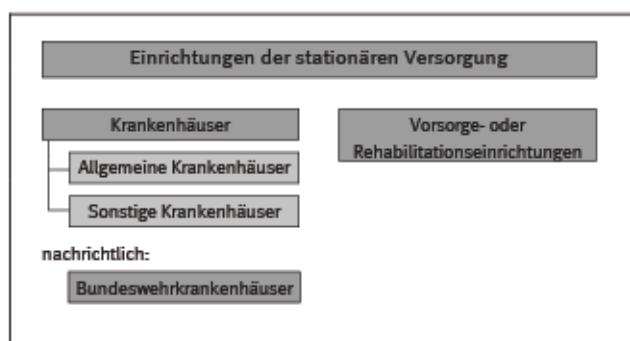 Einrichtungen der stationären Versorgung
Krankenhäuser
Allgemeine Krankenhäuser
Sonstige Krankenhäuser
nachrichtlich:
Bundeswehrkrankenhäuser
Vorsorge- oder
Rehabilitationseinrichtungen